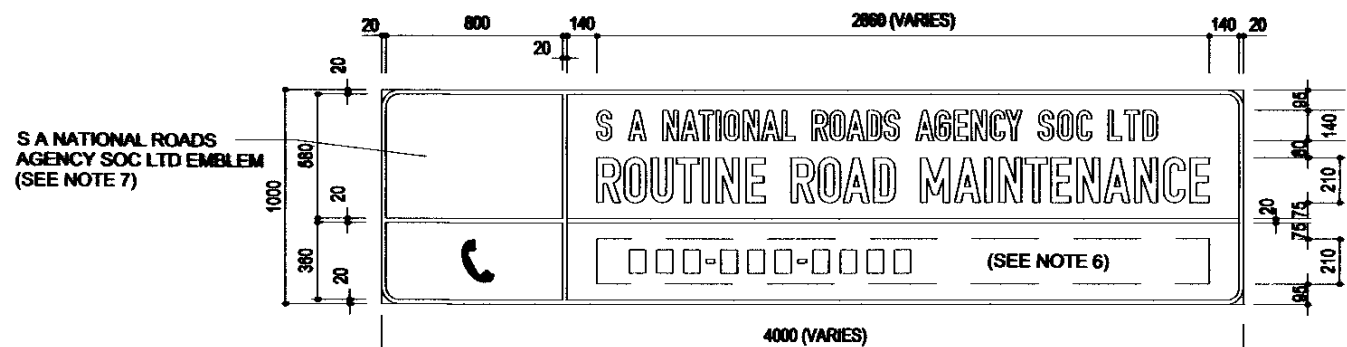 20 800 140 2860 (VARIES) 140 20
20
20
S A NATIONAL ROADS
AGENCY SOC LTD EMBLEM
(SEE NOTE 7)
1000
580
20
360
20
S A NATIONAL ROADS AGENCY SOC LTD
ROUTINE ROAD MAINTENANCE
(SEE NOTE 6)
20
95
140
80
210
75
75
210
95
4000 (VARIES)